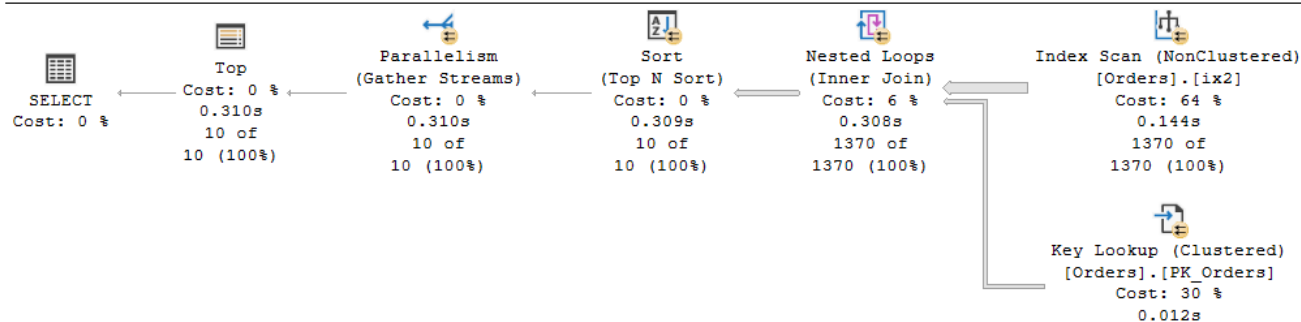 SELECT
Cost: 0 %
Top
Cost: 0 %
0.310s
10 of
10 (100%)
Parallelism
(Gather Streams)
Cost: 0 %
0.310s
10 of
10 (100%)
Sort
(Top N Sort)
Cost: 0 %
0.309s
10 of
10 (100%)
Nested Loops
(Inner Join)
Cost: 6 %
0.308s
1370 of
1370 (100%)
Index Scan (NonClustered)
[Orders].[ix2]
Cost: 64 %
0.144s
1370 of
1370 (100%)
Key Lookup (Clustered)
[Orders].[PK_Orders]
Cost: 30 %
0.012s